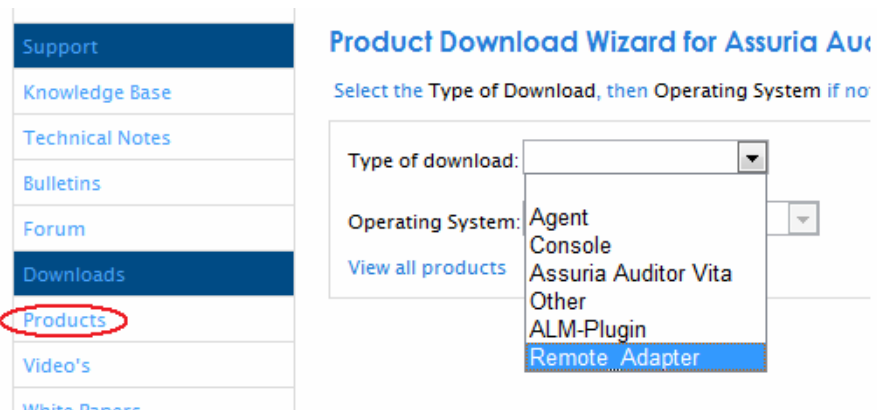 Support
Knowledge Base
Technical Notes
Bulletins
Forum
Downloads
Products
Video's
White Papers
Product Download Wizard for Assuria
Select the Type of Download, then Operating System if
Type of download:
Agent
Console
Assuria Auditor Vita
Other
ALM-Plugin
Remote_Adapter
Operating System:
View all products